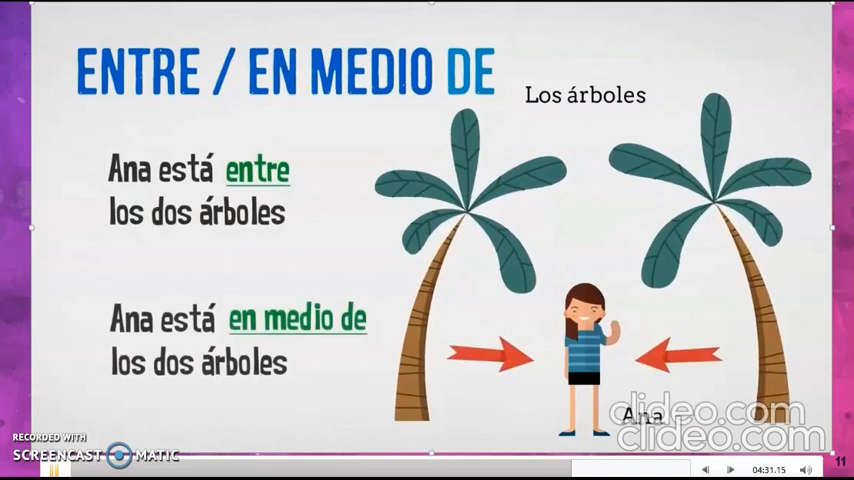 ENTRE / EN MEDIO DE
Los árboles
Ana está entre
los dos árboles
Ana está en medio de
los dos árboles
Ana
clideo.com
clideo.com
RECORDED WITH
SCREENCAST MATIC
04:31.15
11